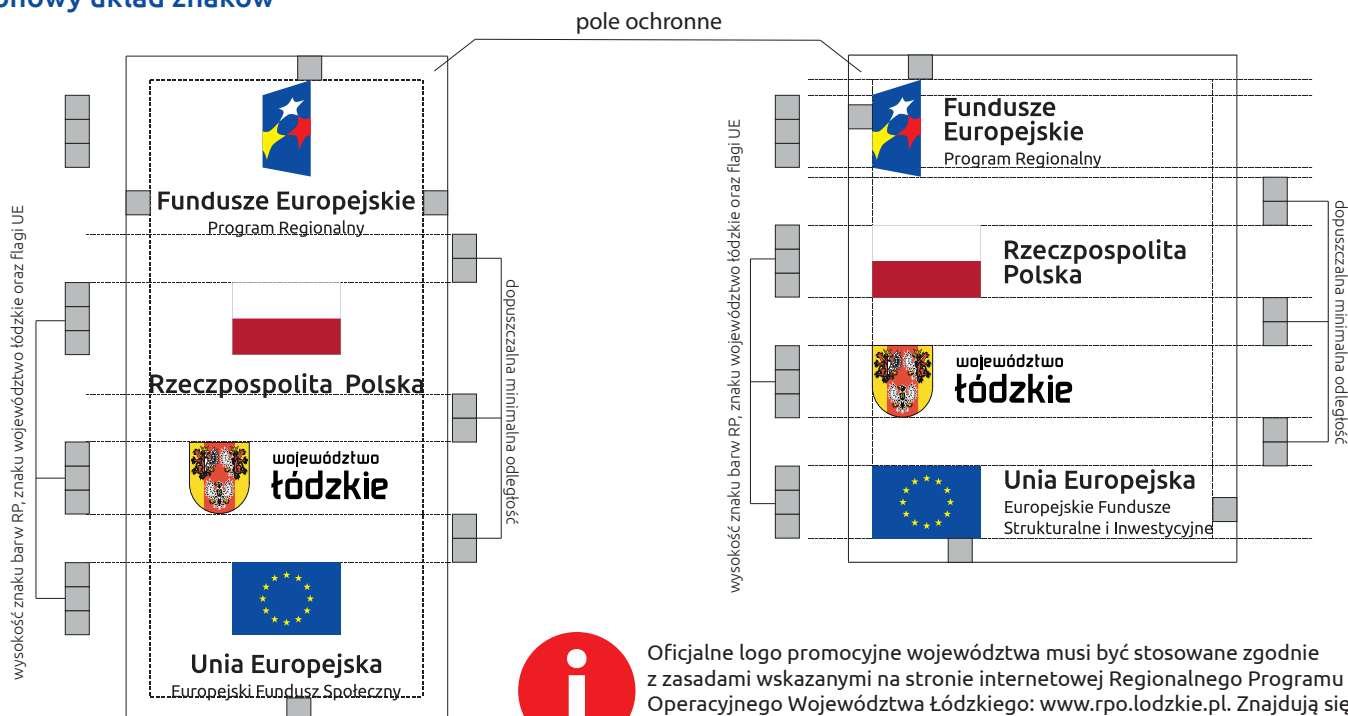 układ znaków
pole ochronne
wysokość znaku barw RP, znaku województwo łódzkie oraz flagi UE
Fundusze Europejskie
Program Regionalny
Rzeczpospolita Polska
województwo
łódzkie
Unia Europejska
Europejski Fundusz Społeczny
dopuszczalna minimalna odległość
wysokość znaku barw RP, znaku województwo łódzkie oraz flagi UE
Fundusze
Europejskie
Program Regionalny
Rzeczpospolita
Polska
województwo
łódzkie
Unia Europejska
Europejskie Fundusze
Strukturalne i Inwestycyjne
dopuszczalna minimalna odległość
i
Oficjalne logo promocyjne województwa musi być stosowane zgodnie
z zasadami wskazanymi na stronie internetowej Regionalnego Programu
Operacyjnego Województwa Łódzkiego: www.rpo.lodzkie.pl. Znajdują się